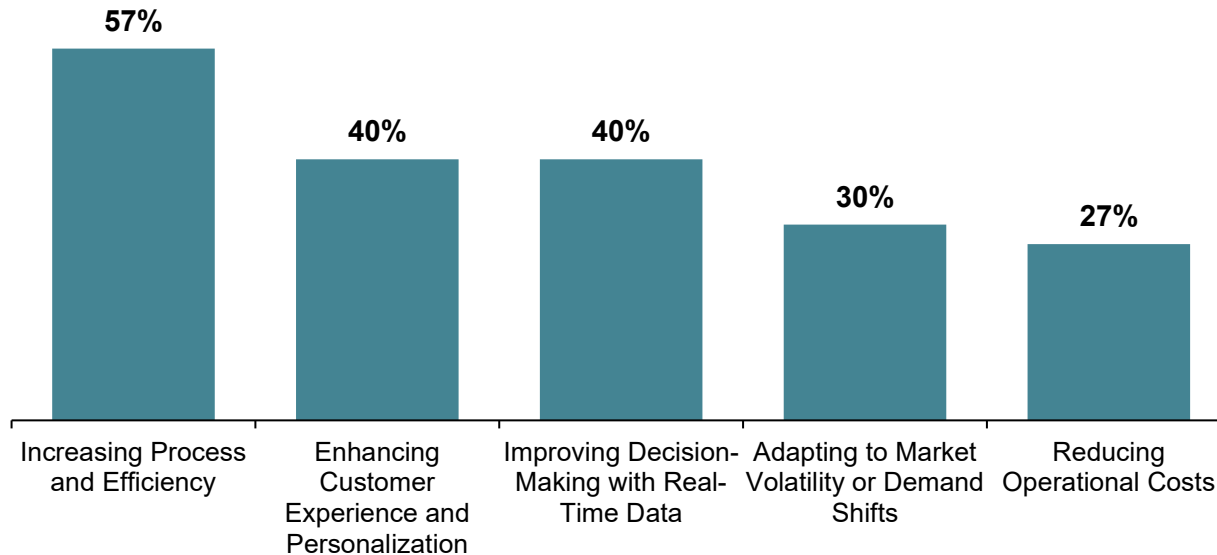 57%
40%
40%
30%
27%
Increasing Process
and Efficiency
Enhancing
Customer
Experience and
Personalization
Improving Decision-
Making with Real-
Time Data
Adapting to Market
Volatility or Demand
Shifts
Reducing
Operational Costs